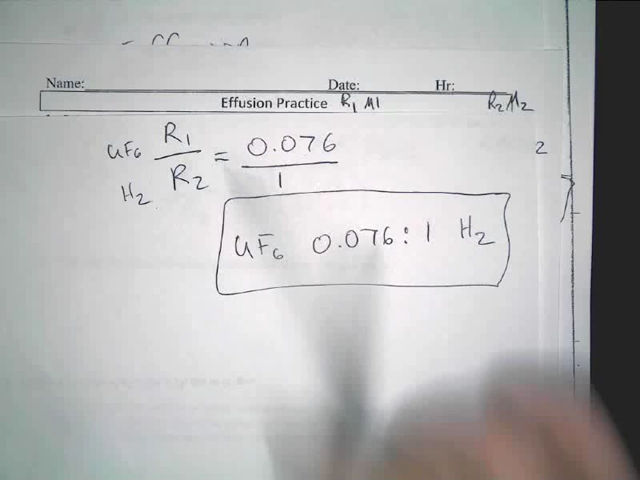 Name: Date: Hr:
Effusion Practice R1 M1 R2 M2
UF6 R1 = 0.076 2
H2 R2 1
UF6 0.076 : 1 H2